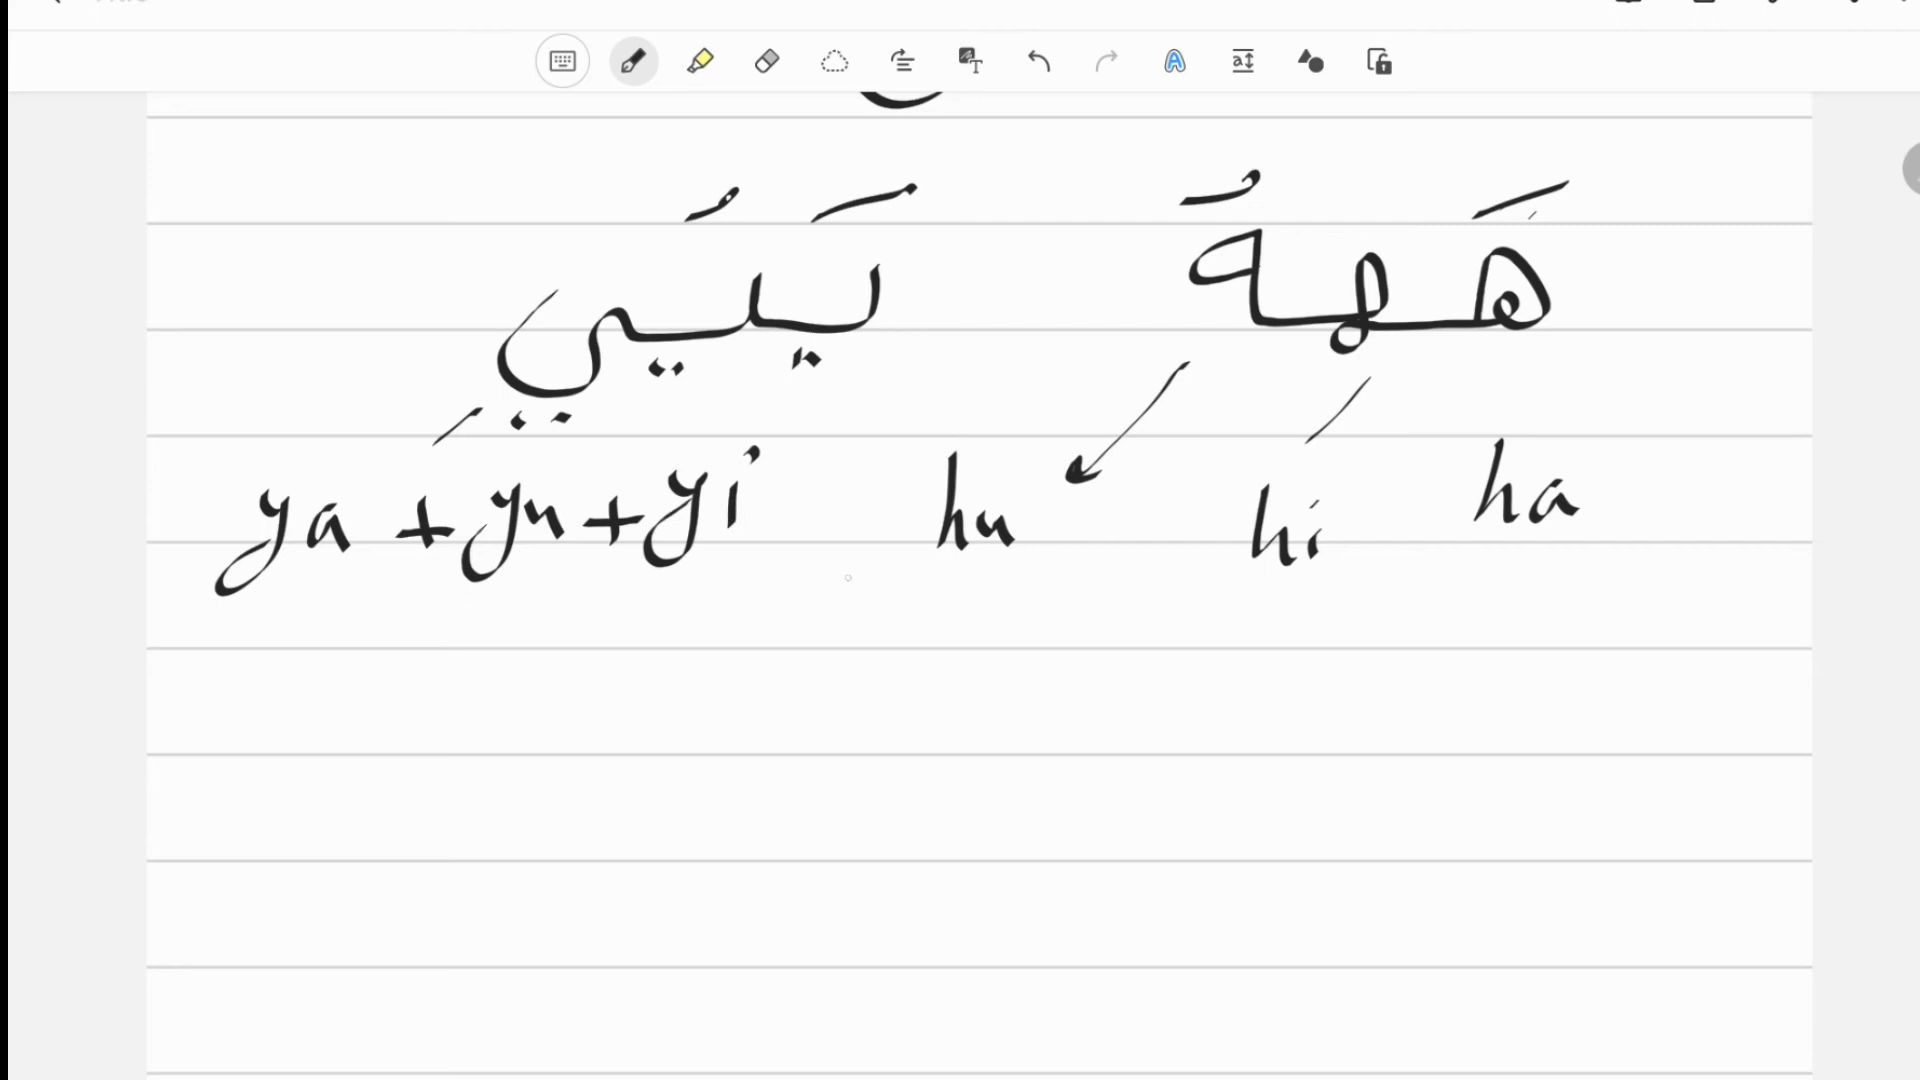 هَهِهُ يَيُيِ
ya + yu + yi hu hi ha